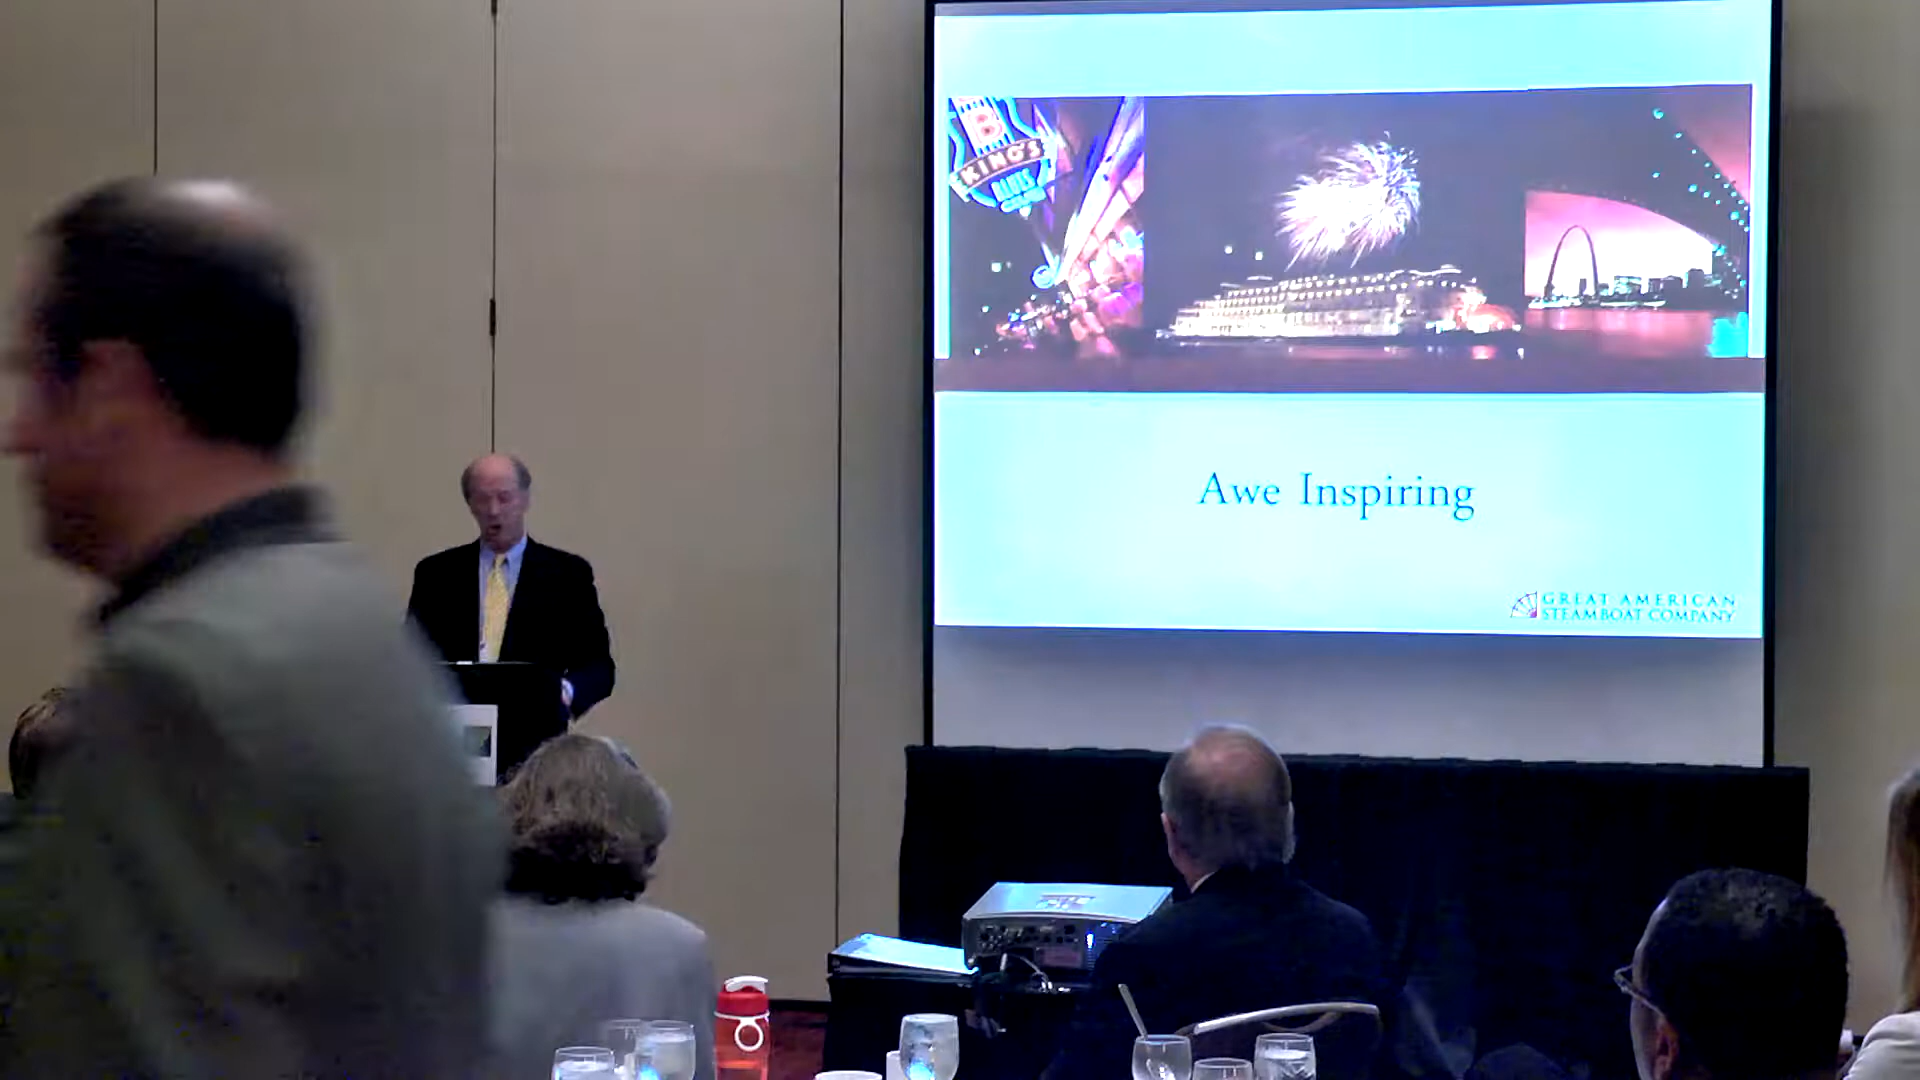 B
KING'S
BLUES
Awe Inspiring
GREAT AMERICAN
STEAMBOAT COMPANY